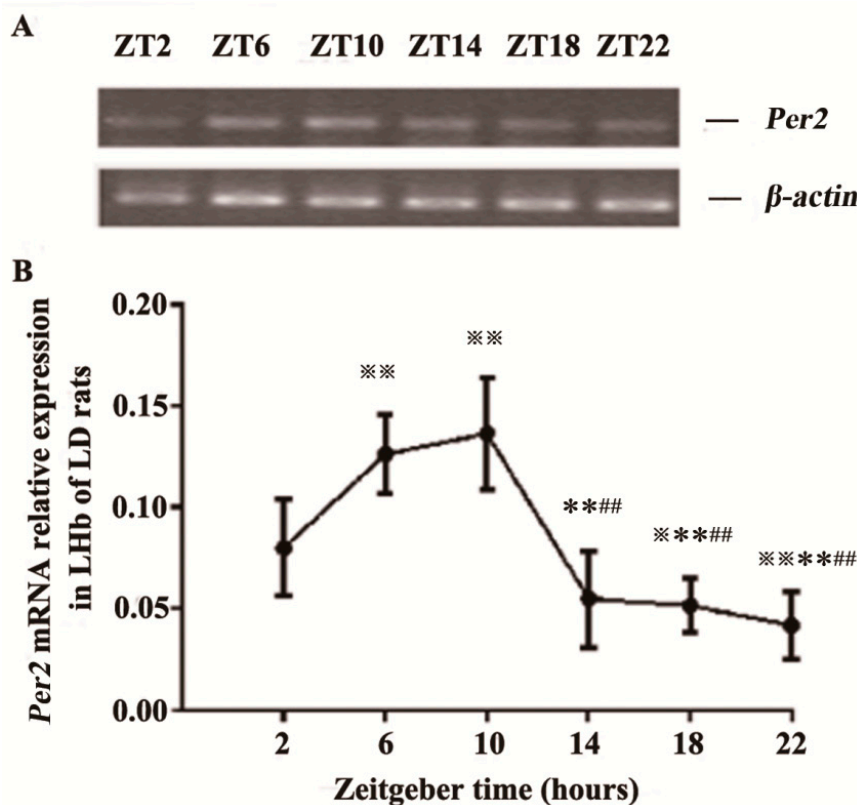 A
ZT2 ZT6 ZT10 ZT14 ZT18 ZT22
— Per2
— β-actin
B
Per2 mRNA relative expression
in LHb of LD rats
0.20
0.15
0.10
0.05
0.00
※※
※※
**##
※**##
※※**##
2 6 10 14 18 22
Zeitgeber time (hours)